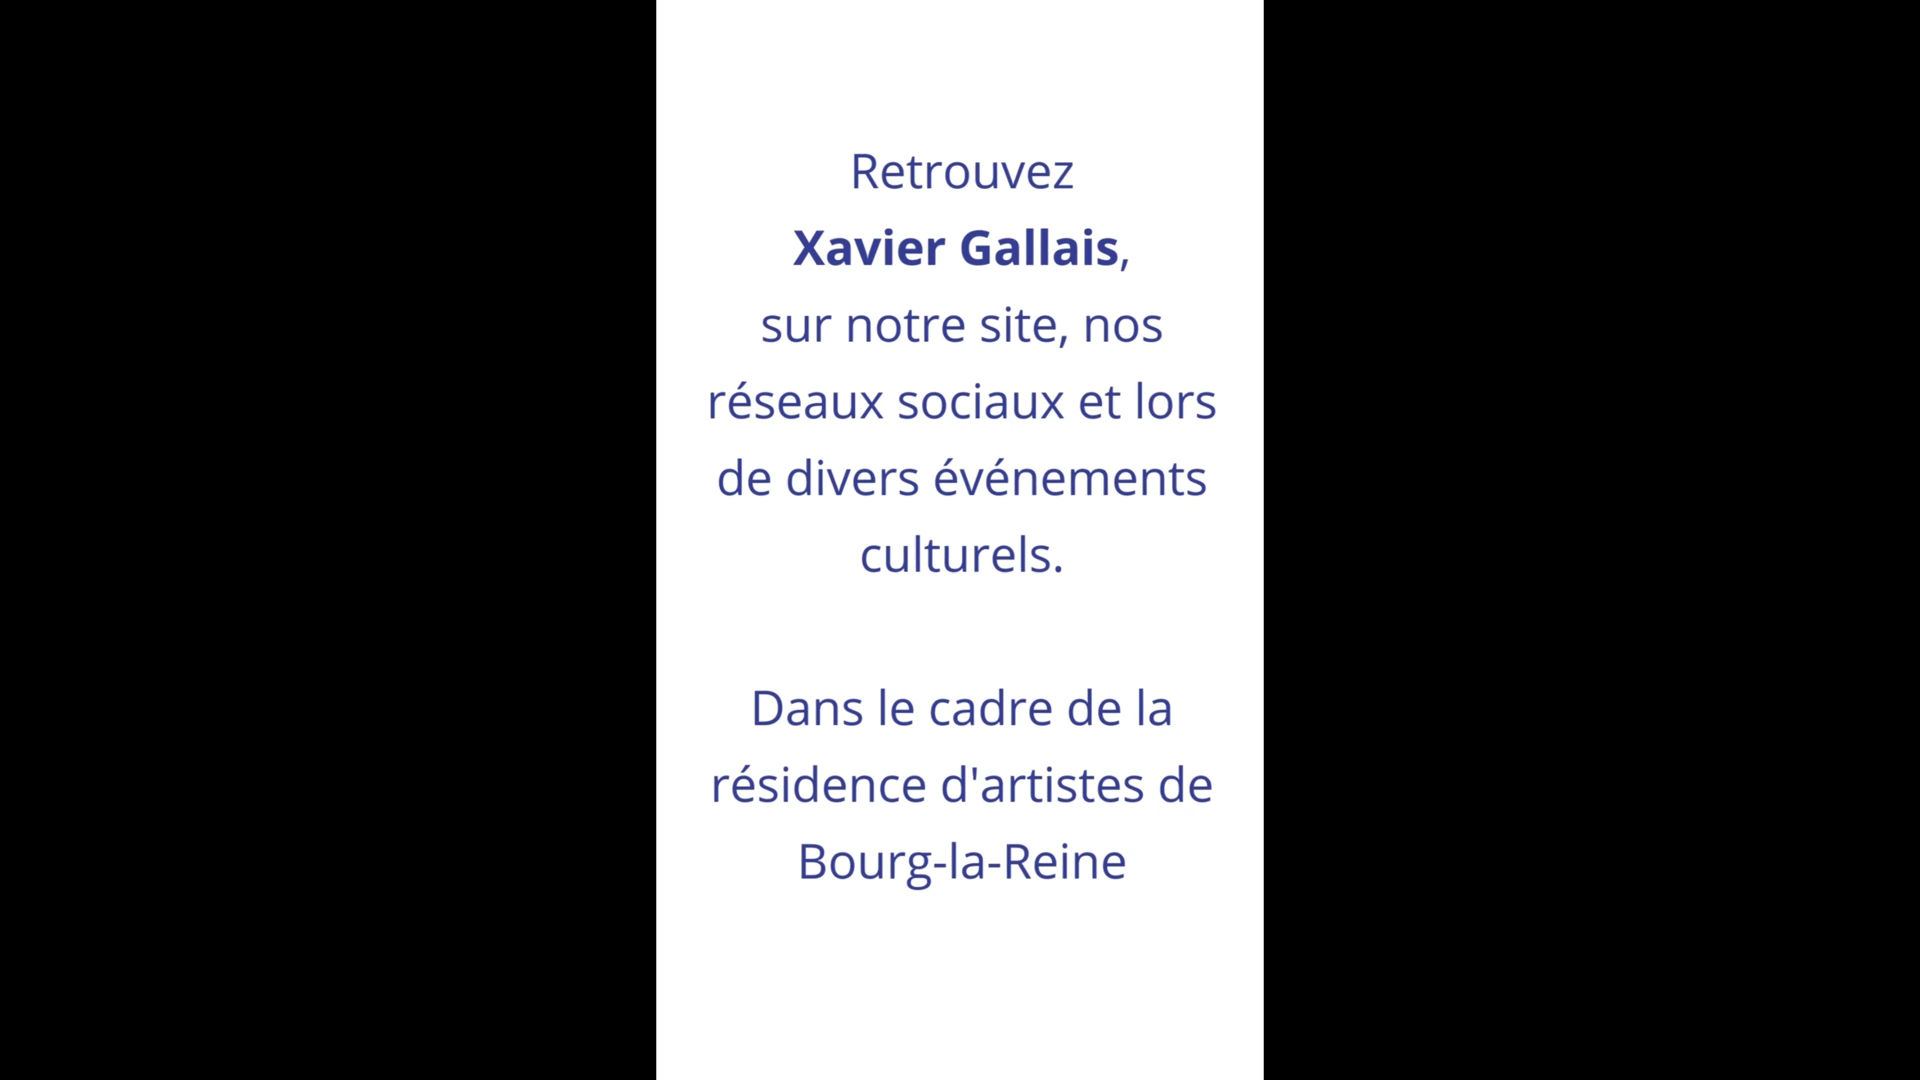 Retrouvez
Xavier Gallais,
sur notre site, nos
réseaux sociaux et lors
de divers événements
culturels.
Dans le cadre de la
résidence d'artistes de
Bourg-la-Reine